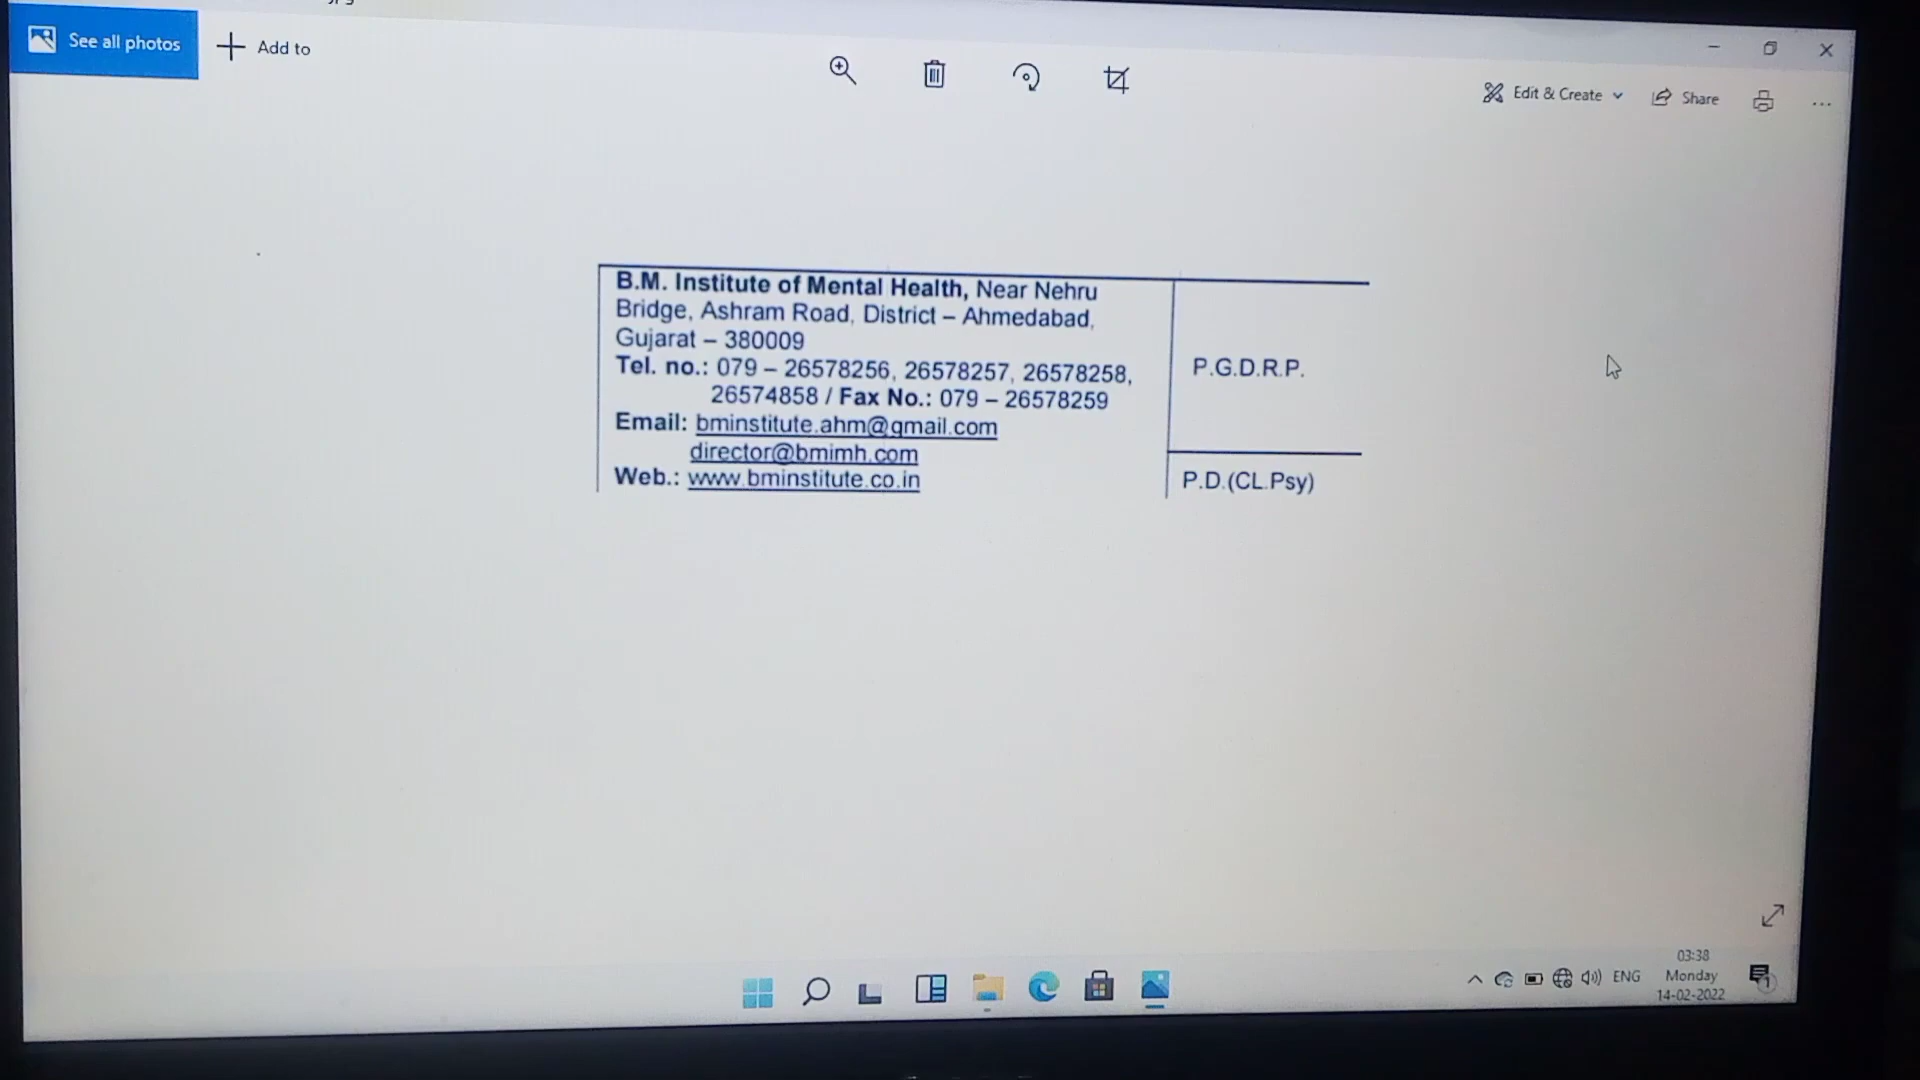 See all photos
Add to
Edit & Create
Share
B.M. Institute of Mental Health, Near Nehru
Bridge, Ashram Road, District – Ahmedabad,
Gujarat – 380009
Tel. no.: 079 – 26578256, 26578257, 26578258,
26574858 / Fax No.: 079 – 26578259
Email: bminstitute.ahm@gmail.com
director@bmimh.com
Web.: www.bminstitute.co.in
P.G.D.R.P.
P.D.(CL.Psy)
ENG
03:38
Monday
14-02-2022
1